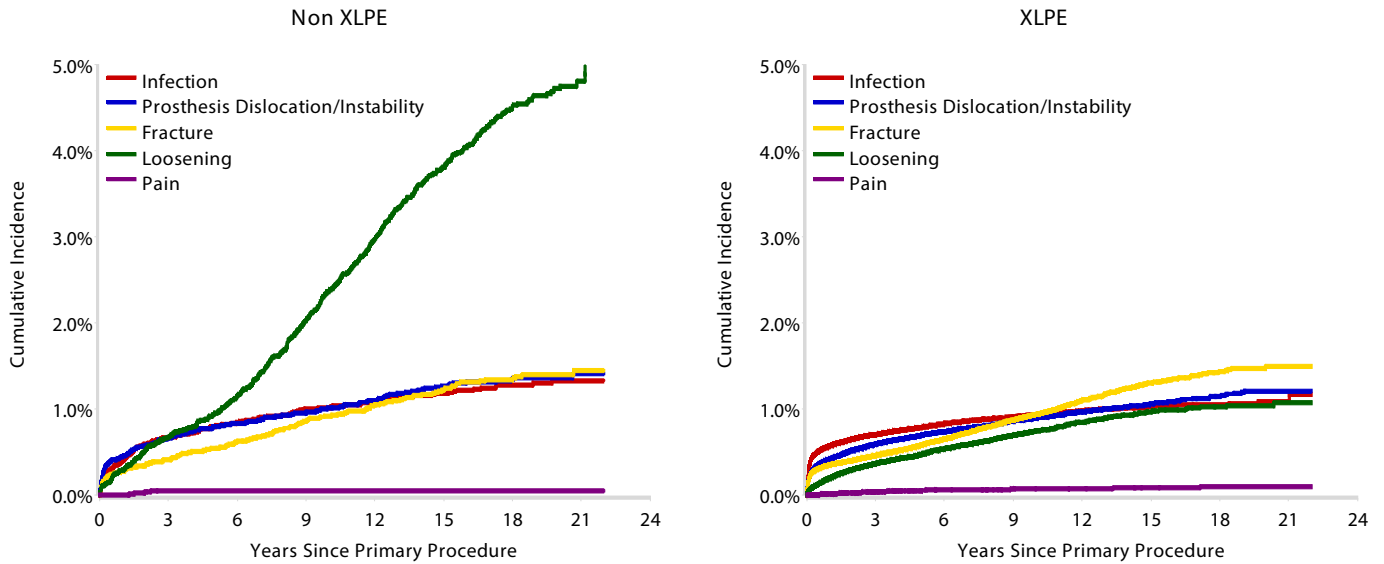 Non XLPE
5.0%
4.0%
3.0%
2.0%
1.0%
0.0%
Cumulative Incidence
Infection
Prosthesis Dislocation/Instability
Fracture
Loosening
Pain
0 3 6 9 12 15 18 21 24
Years Since Primary Procedure
XLPE
5.0%
4.0%
3.0%
2.0%
1.0%
0.0%
Cumulative Incidence
Infection
Prosthesis Dislocation/Instability
Fracture
Loosening
Pain
0 3 6 9 12 15 18 21 24
Years Since Primary Procedure